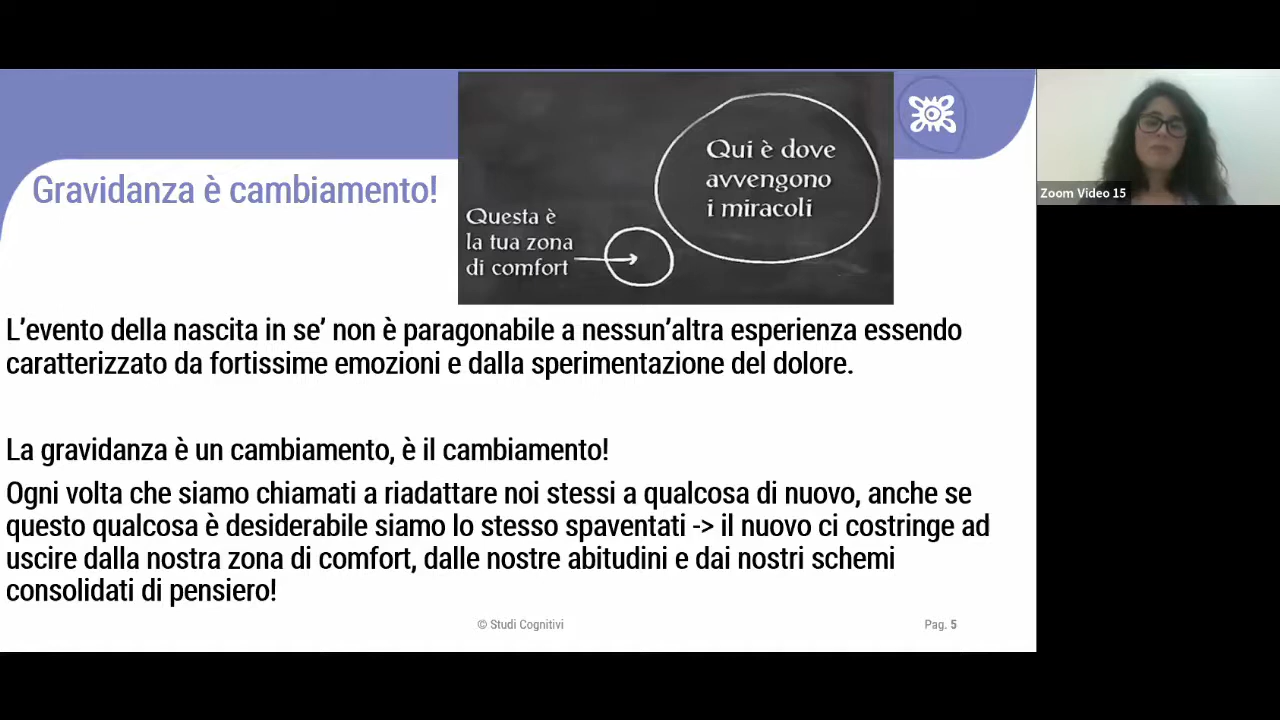 Gravidanza è cambiamento!
Questa è
la tua zona
di comfort
Qui è dove
avvengono
i miracoli
Zoom Video 15
L’evento della nascita in se’ non è paragonabile a nessun’altra esperienza essendo
caratterizzato da fortissime emozioni e dalla sperimentazione del dolore.
La gravidanza è un cambiamento, è il cambiamento!
Ogni volta che siamo chiamati a riadattare noi stessi a qualcosa di nuovo, anche se
questo qualcosa è desiderabile siamo lo stesso spaventati -> il nuovo ci costringe ad
uscire dalla nostra zona di comfort, dalle nostre abitudini e dai nostri schemi
consolidati di pensiero!
© Studi Cognitivi
Pag. 5